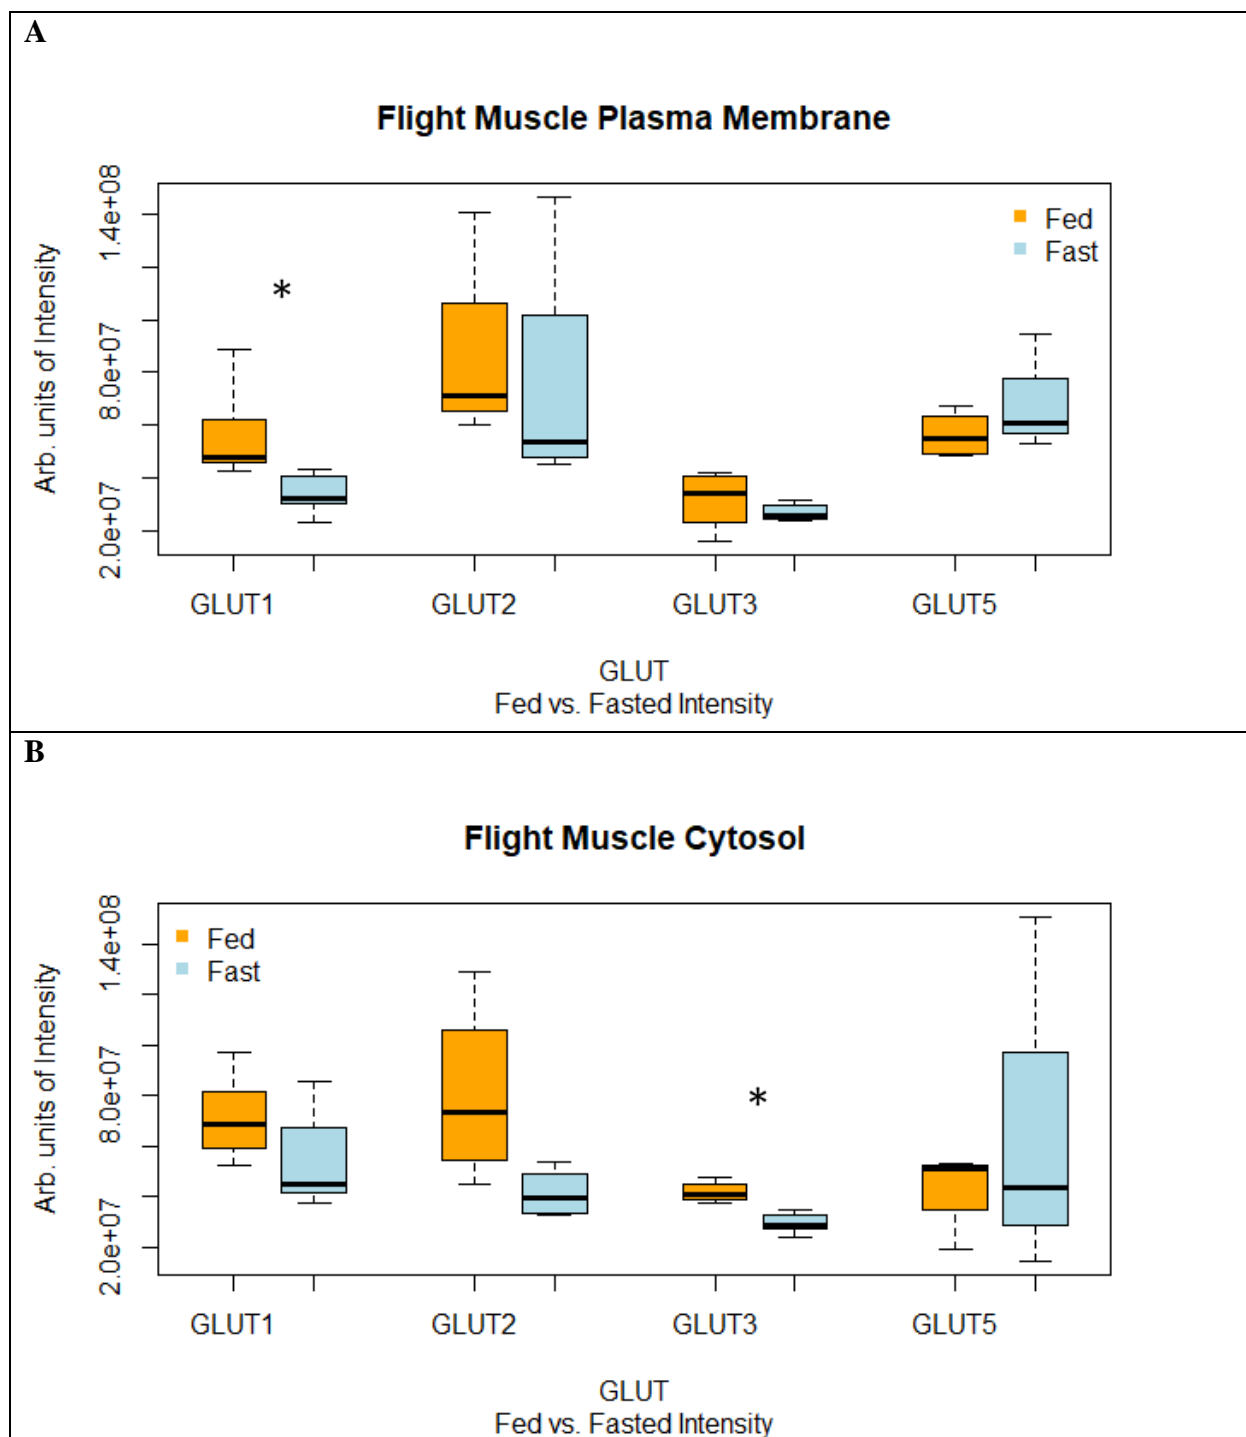 A
Flight Muscle Plasma Membrane
Arb. units of Intensity
1.4e+08
8.0e+07
2.0e+07
Fed
Fast
*
GLUT1 GLUT2 GLUT3 GLUT5
GLUT
Fed vs. Fasted Intensity
B
Flight Muscle Cytosol
Arb. units of Intensity
1.4e+08
8.0e+07
2.0e+07
Fed
Fast
*
GLUT1 GLUT2 GLUT3 GLUT5
GLUT
Fed vs. Fasted Intensity